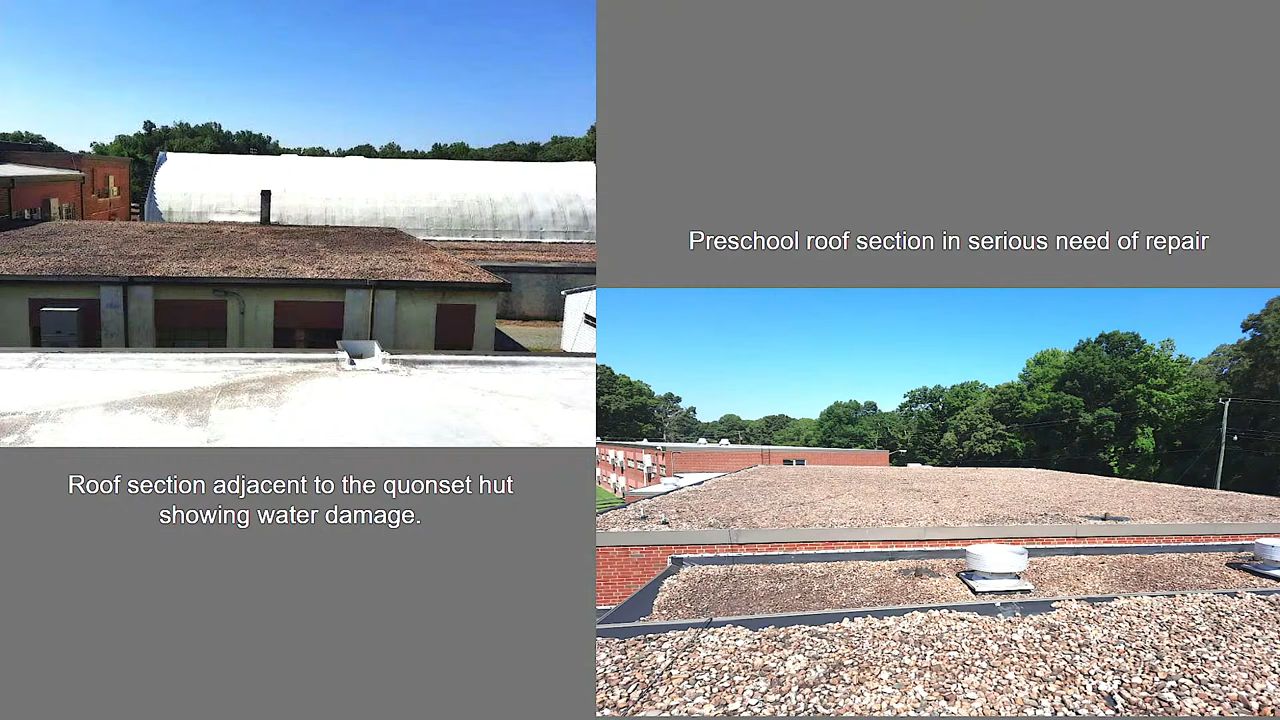 Preschool roof section in serious need of repair
Roof section adjacent to the quonset hut
showing water damage.